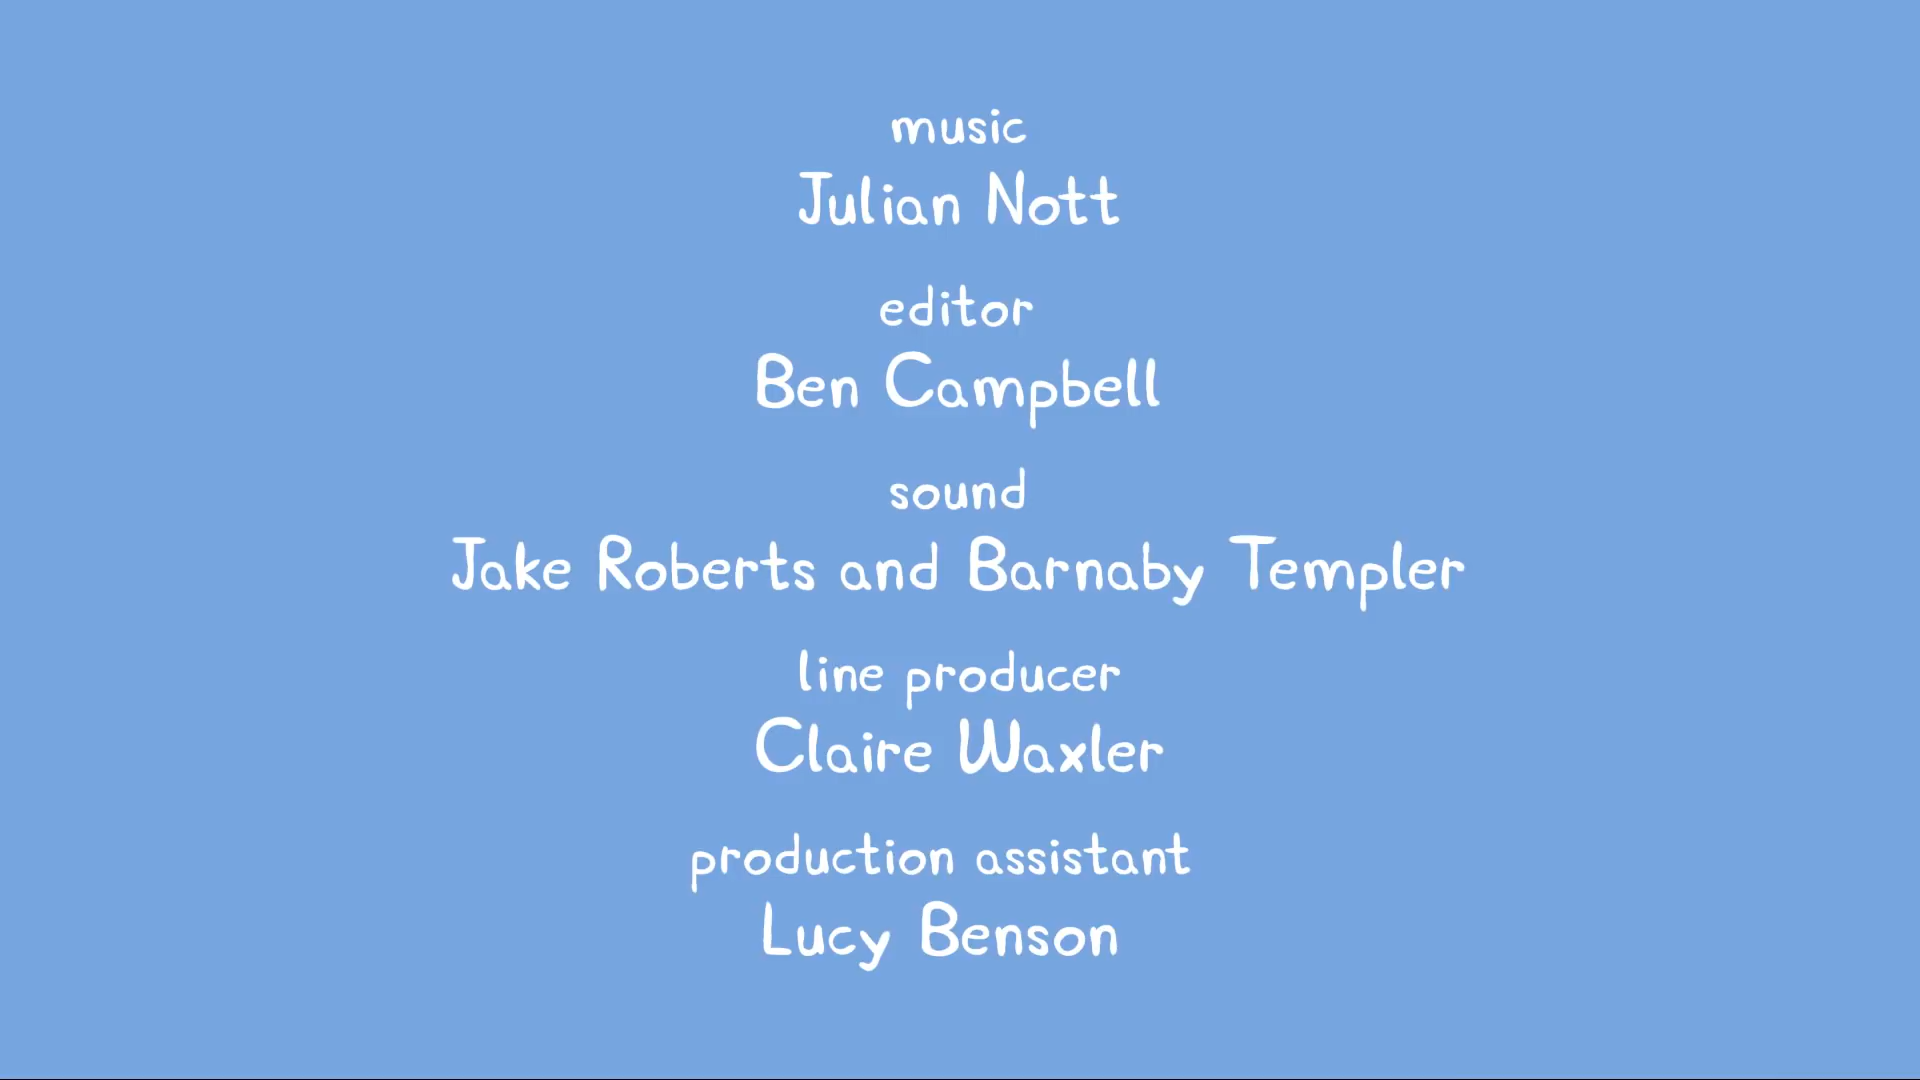 music
Julian Nott
editor
Ben Campbell
sound
Jake Roberts and Barnaby Templer
line producer
Claire Waxler
production assistant
Lucy Benson